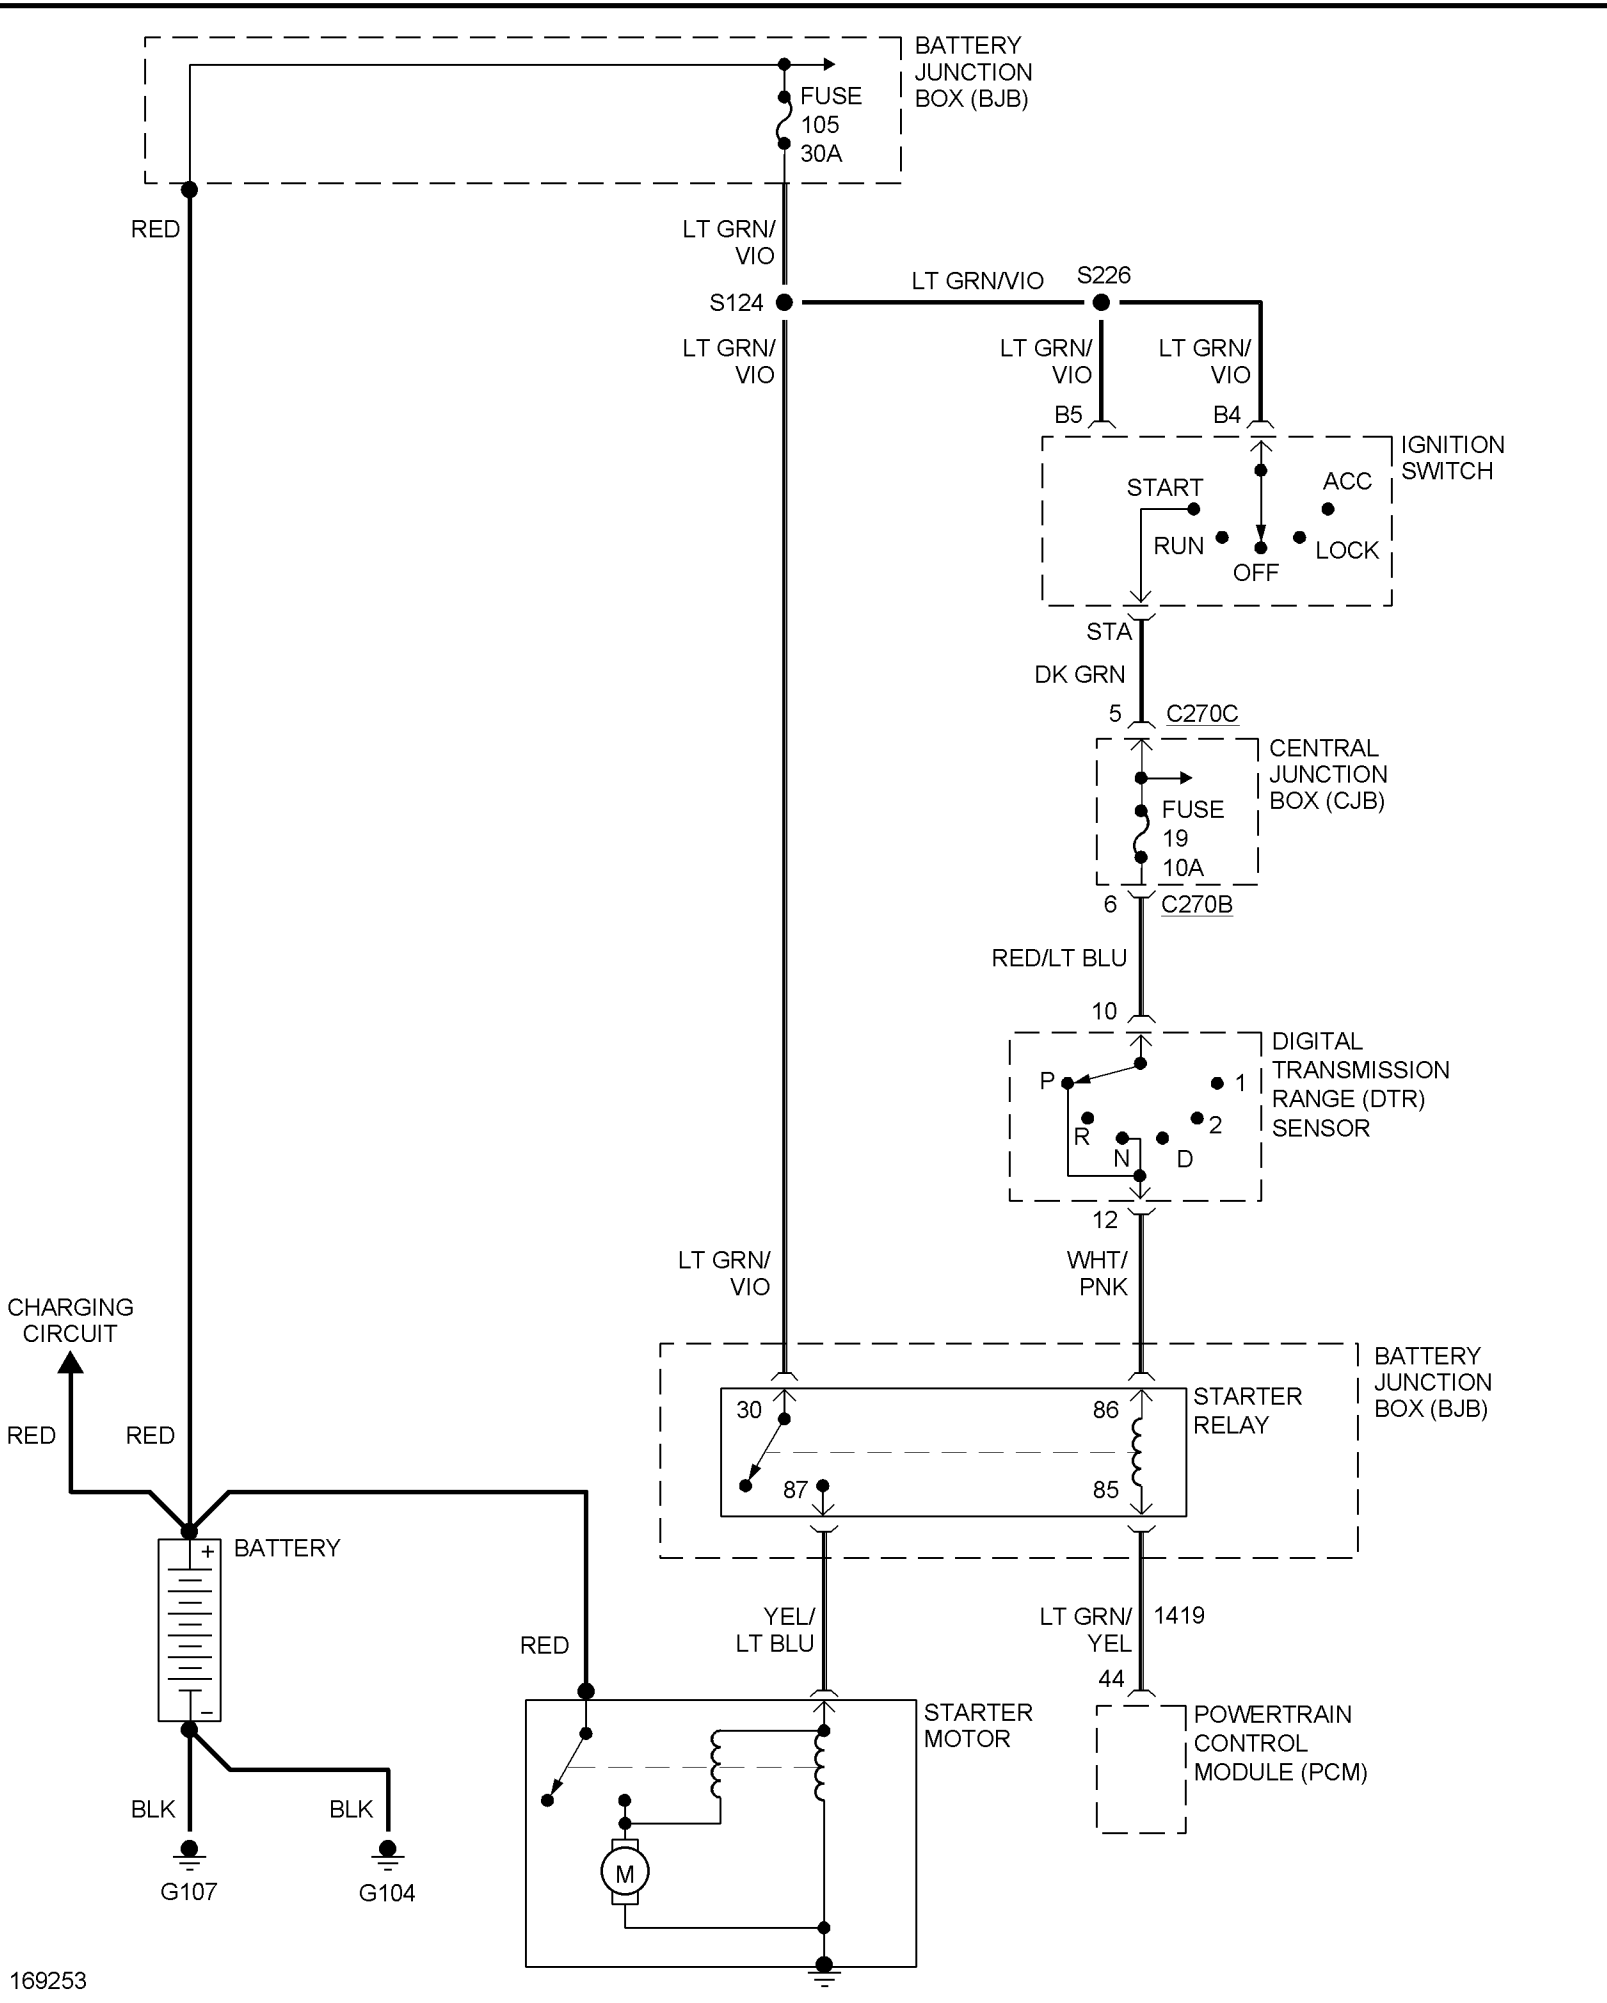 BATTERY
JUNCTION
BOX (BJB)
FUSE
105
30A
RED
LT GRN/
VIO
S124
LT GRN/VIO
S226
LT GRN/
VIO
LT GRN/
VIO
LT GRN/
VIO
B5
B4
IGNITION
SWITCH
START
ACC
RUN
OFF
LOCK
STA
DK GRN
5
C270C
CENTRAL
JUNCTION
BOX (CJB)
FUSE
19
10A
6
C270B
RED/LT BLU
10
DIGITAL
TRANSMISSION
RANGE (DTR)
SENSOR
P
R
N
D
2
1
12
WHT/
PNK
LT GRN/
VIO
CHARGING
CIRCUIT
RED
RED
BATTERY
JUNCTION
BOX (BJB)
STARTER
RELAY
30
86
87
85
BATTERY
+
−
YEL/
LT BLU
LT GRN/
YEL
1419
44
RED
STARTER
MOTOR
M
POWERTRAIN
CONTROL
MODULE (PCM)
BLK
BLK
G107
G104
169253